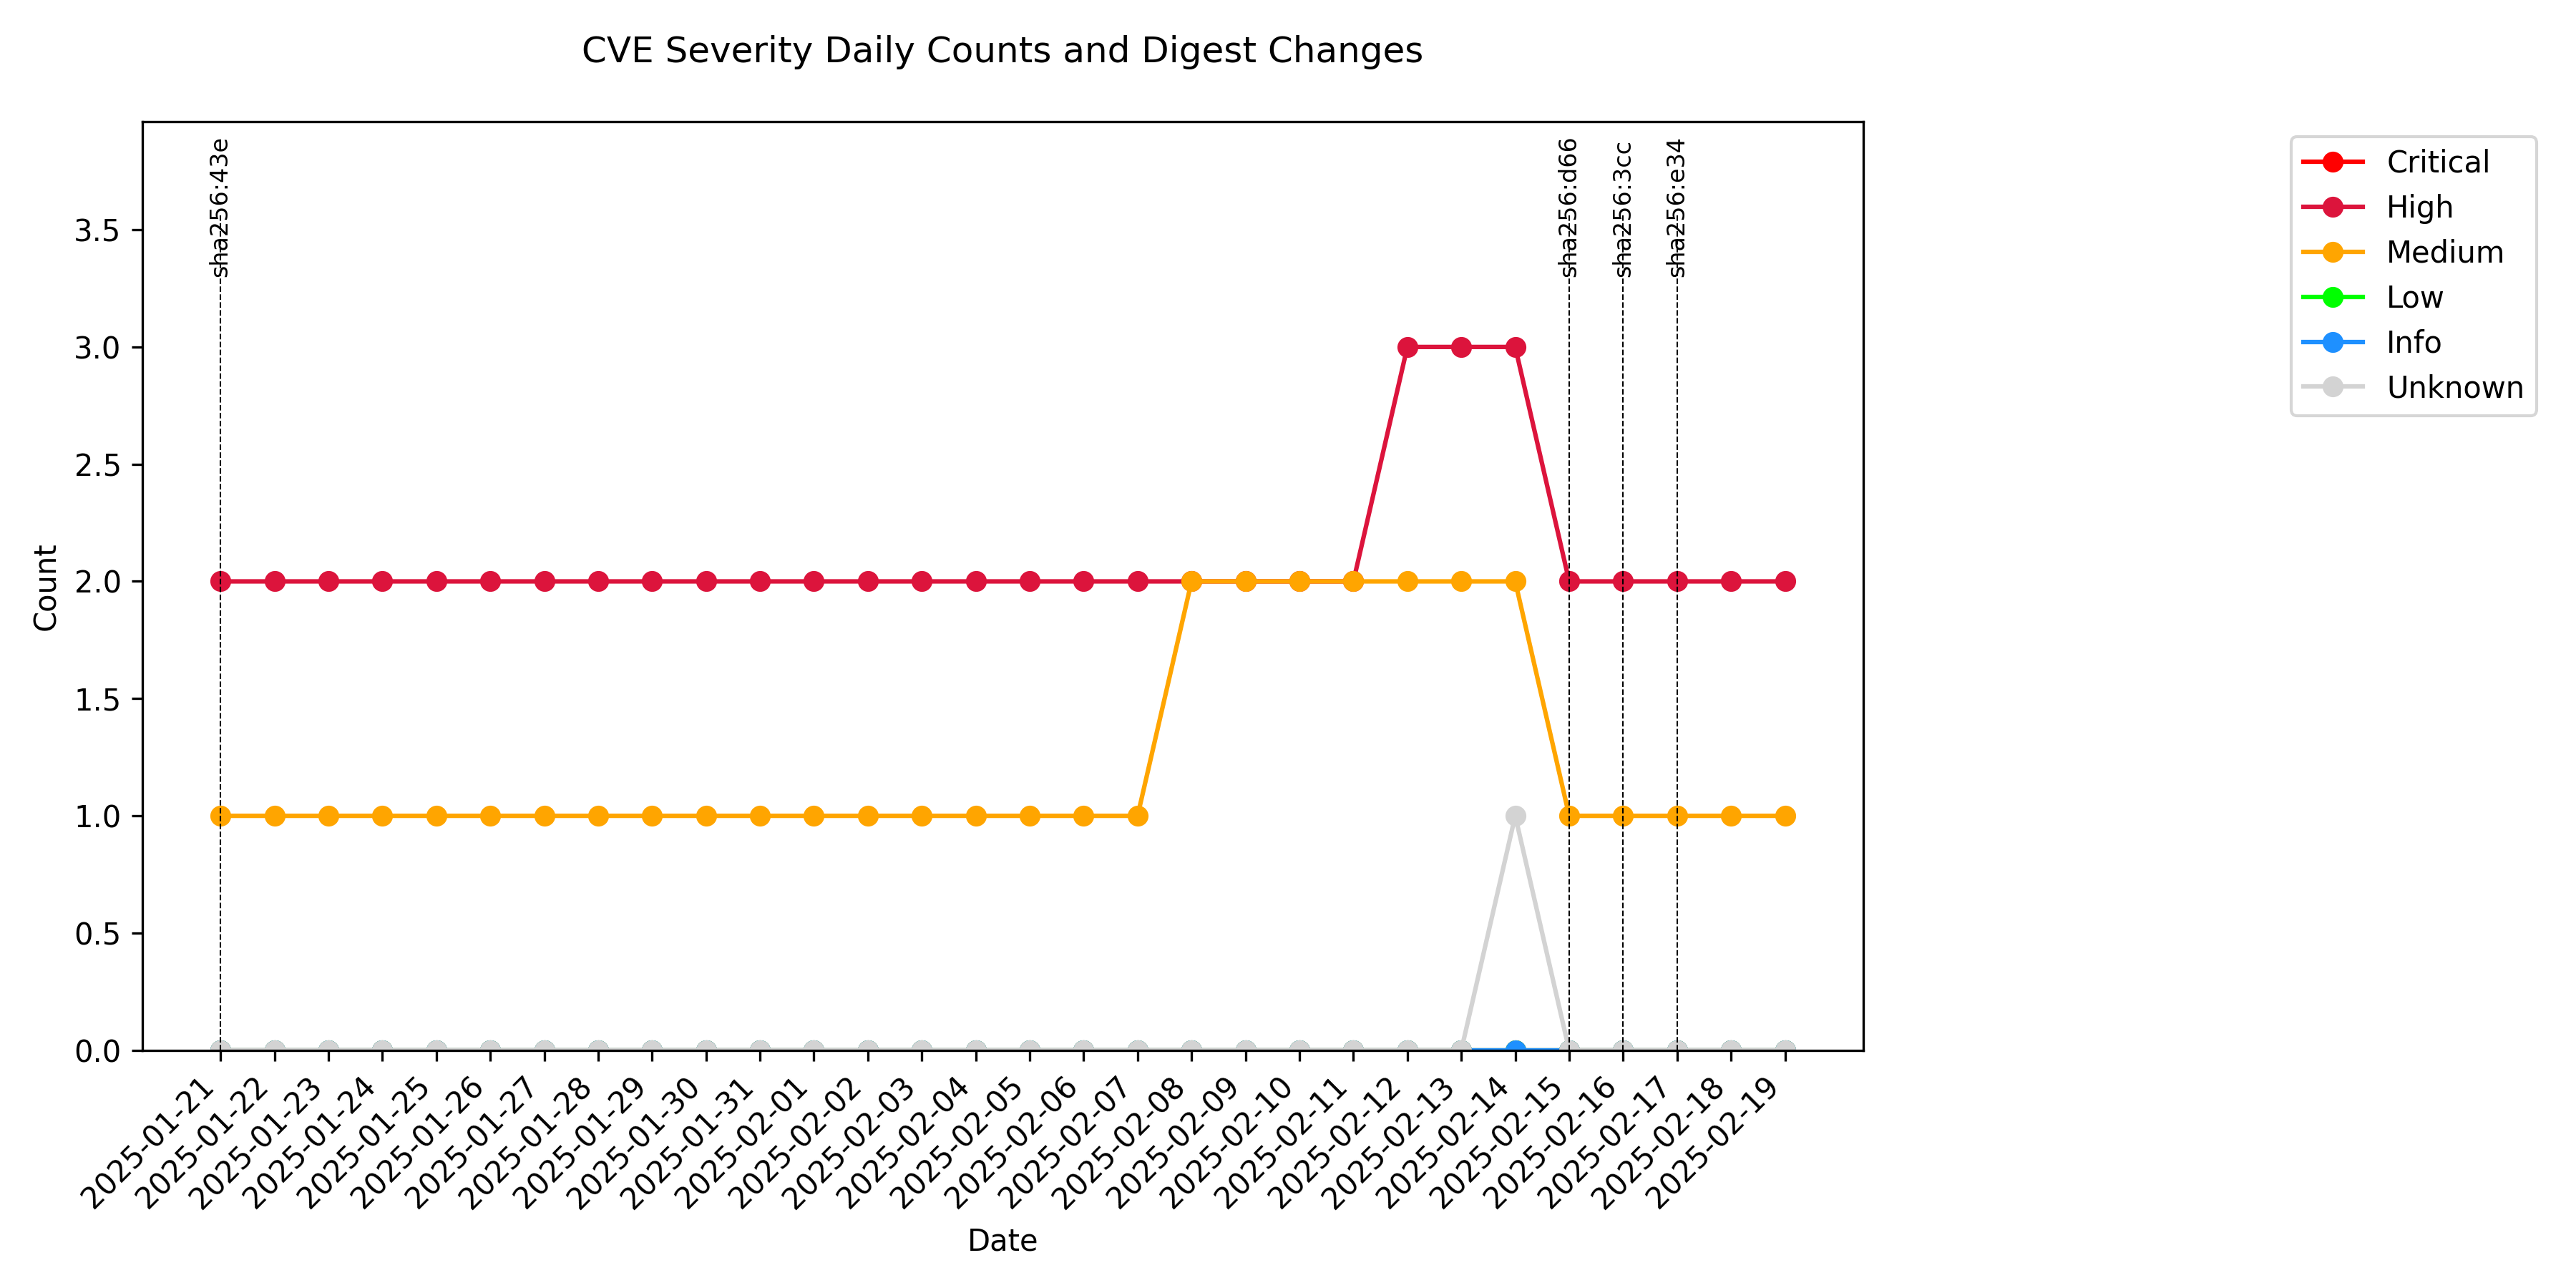 CVE Severity Daily Counts and Digest Changes
sha256:43e
sha256:d66
sha256:3cc
sha256:e34
Critical
High
Medium
Low
Info
Unknown
3.5
3.0
2.5
2.0
1.5
1.0
0.5
0.0
Count
2025-01-21
2025-01-22
2025-01-23
2025-01-24
2025-01-25
2025-01-26
2025-01-27
2025-01-28
2025-01-29
2025-01-30
2025-01-31
2025-02-01
2025-02-02
2025-02-03
2025-02-04
2025-02-05
2025-02-06
2025-02-07
2025-02-08
2025-02-09
2025-02-10
2025-02-11
2025-02-12
2025-02-13
2025-02-14
2025-02-15
2025-02-16
2025-02-17
2025-02-18
2025-02-19
Date